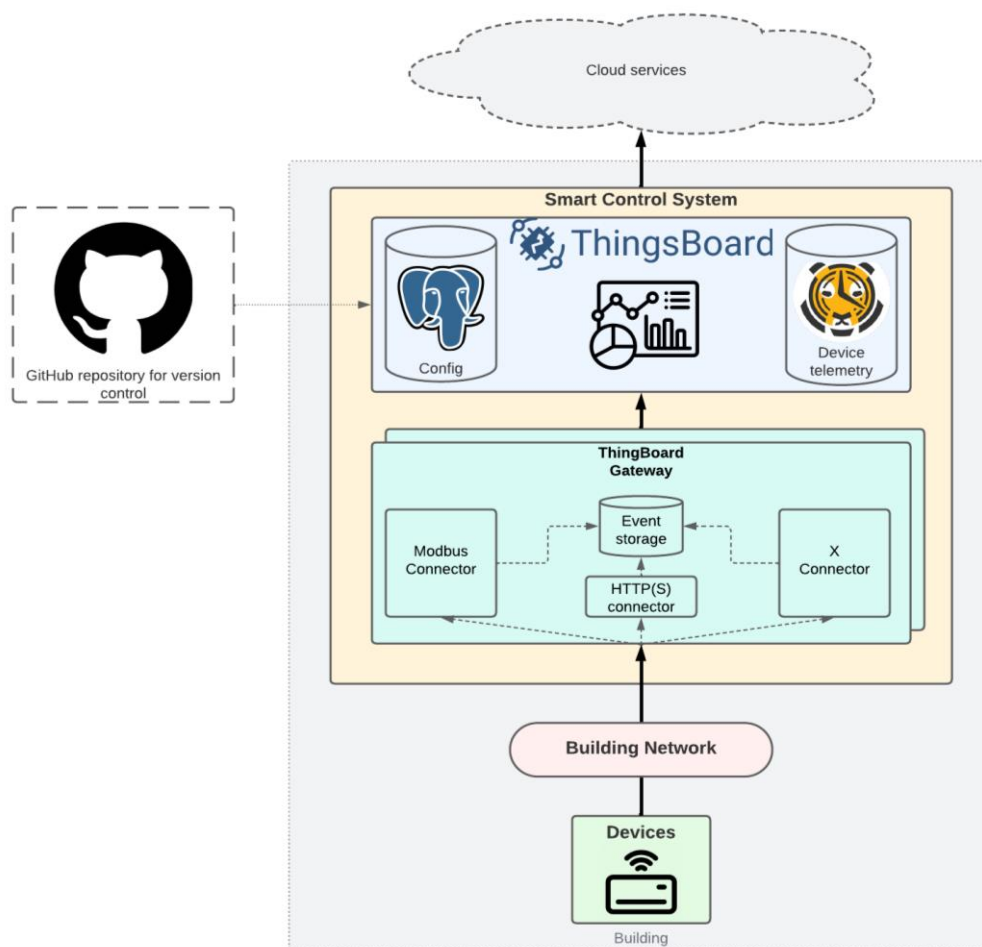 Cloud services
Smart Control System
ThingsBoard
Config
Device
telemetry
GitHub repository for version
control
ThingBoard
Gateway
Event
storage
Modbus
Connector
X
Connector
HTTP(S)
connector
Building Network
Devices
Building